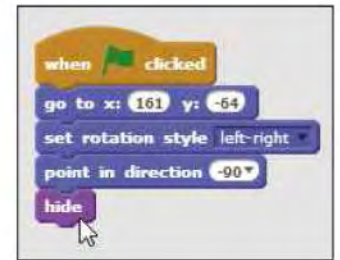 when clicked
go to x: 161 y: -64
set rotation style left-right
point in direction -90
hide